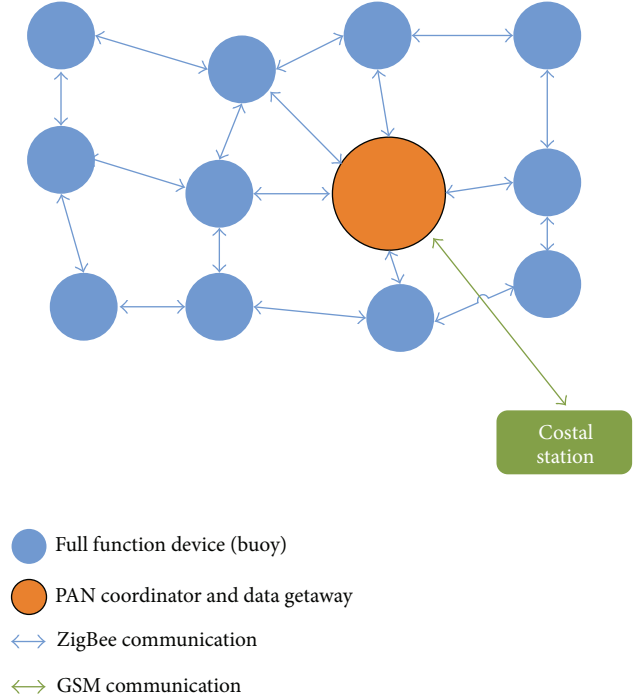 Costal
station
Full function device (buoy)
PAN coordinator and data getaway
ZigBee communication
GSM communication